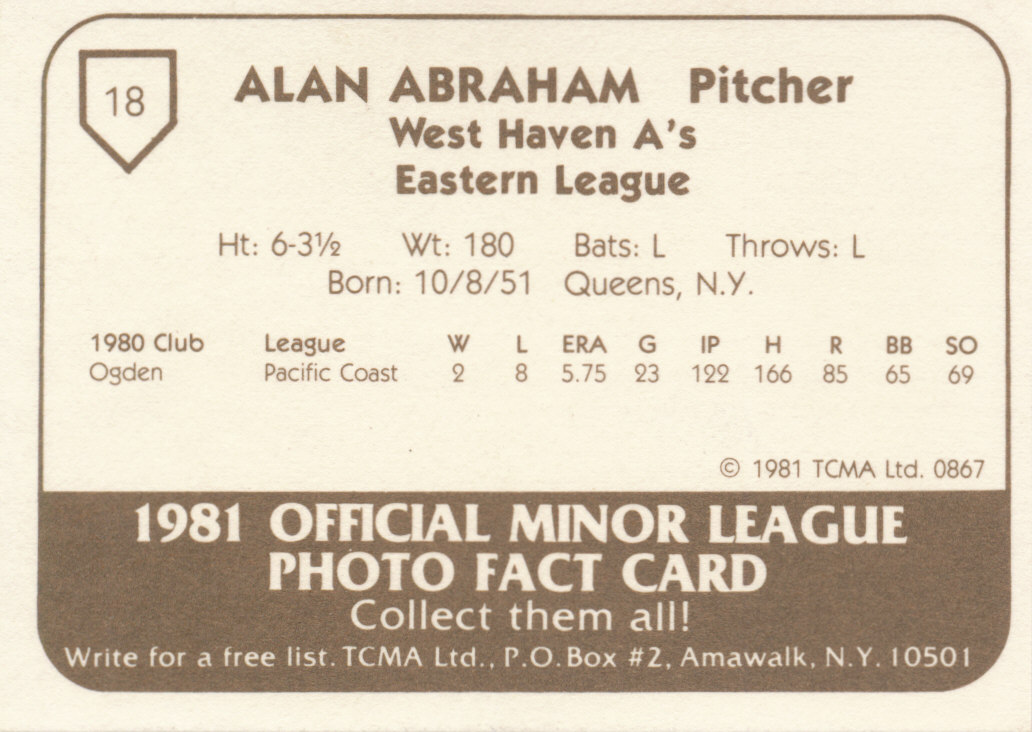 18
ALAN ABRAHAM Pitcher
West Haven A's
Eastern League
Ht: 6-3½ Wt: 180 Bats: L Throws: L
Born: 10/8/51 Queens, N.Y.
1980 Club League W L ERA G IP H R BB SO
Ogden Pacific Coast 2 8 5.75 23 122 166 85 65 69
© 1981 TCMA Ltd. 0867
1981 OFFICIAL MINOR LEAGUE
PHOTO FACT CARD
Collect them all!
Write for a free list. TCMA Ltd., P.O. Box #2, Amawalk, N.Y. 10501